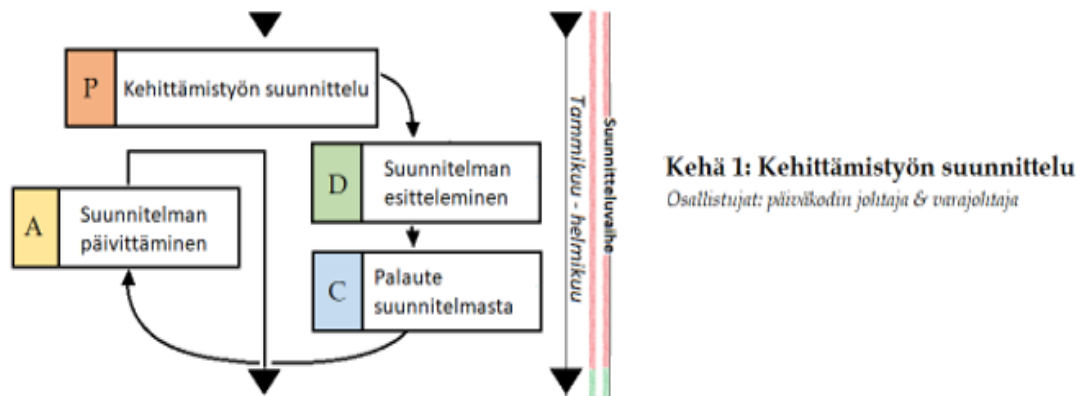 P
Kehittämistyön suunnittelu
D
Suunnitelman
esitteleminen
A
Suunnitelman
päivittäminen
C
Palaute
suunnitelmasta
Tammikuu - helmikuu
Suunnitteluvaihe
Kehä 1: Kehittämistyön suunnittelu
Osallistujat: päiväkodin johtaja & varajohtaja